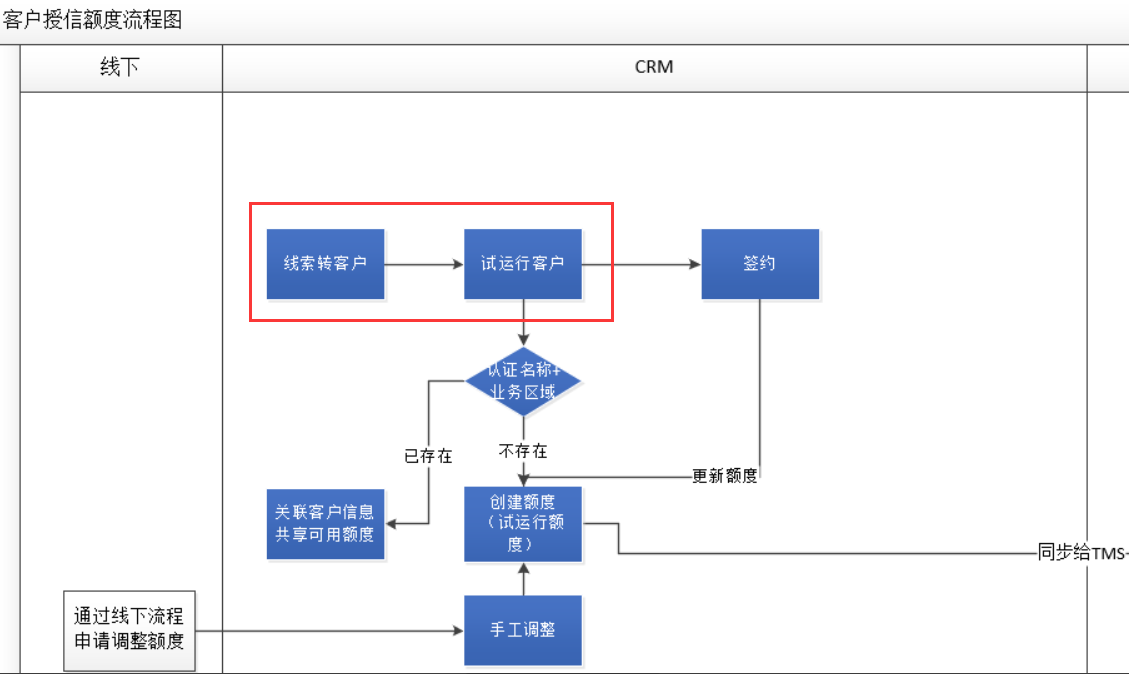 客户授信额度流程图
线下
CRM
线索转客户
试运行客户
签约
认证名称+
业务区域
已存在
不存在
更新额度
关联客户信息
共享可用额度
创建额度
（试运行额
度）
同步给TMS
通过线下流程
申请调整额度
手工调整